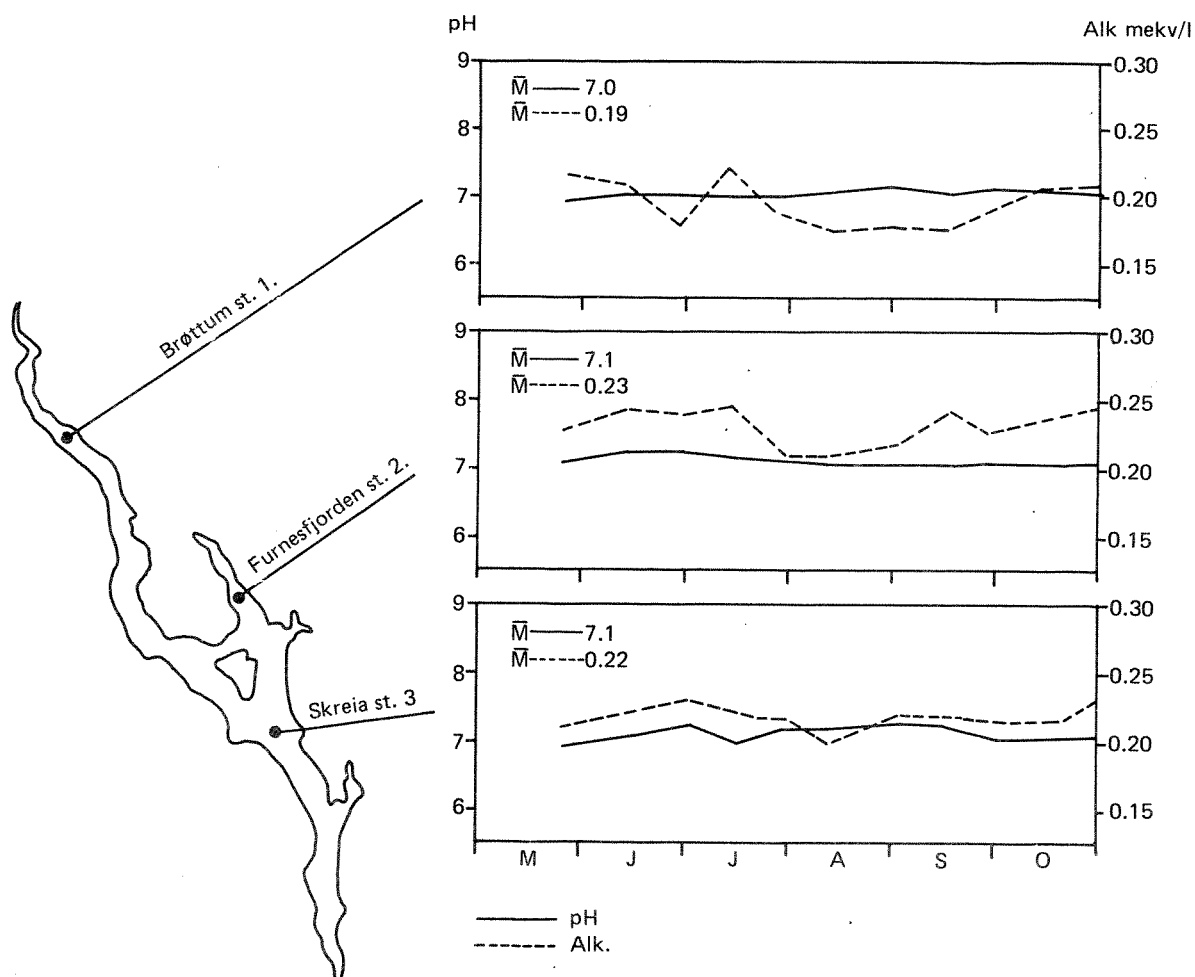 pH
Alk mekv/l
9
8
7
6
0.30
0.25
0.20
0.15
M̄ 7.0
M̄ 0.19
Brøttum st. 1.
9
8
7
6
0.30
0.25
0.20
0.15
M̄ 7.1
M̄ 0.23
Furnesfjorden st. 2.
9
8
7
6
0.30
0.25
0.20
0.15
M̄ 7.1
M̄ 0.22
Skreia st. 3
M J J A S O
pH
Alk.